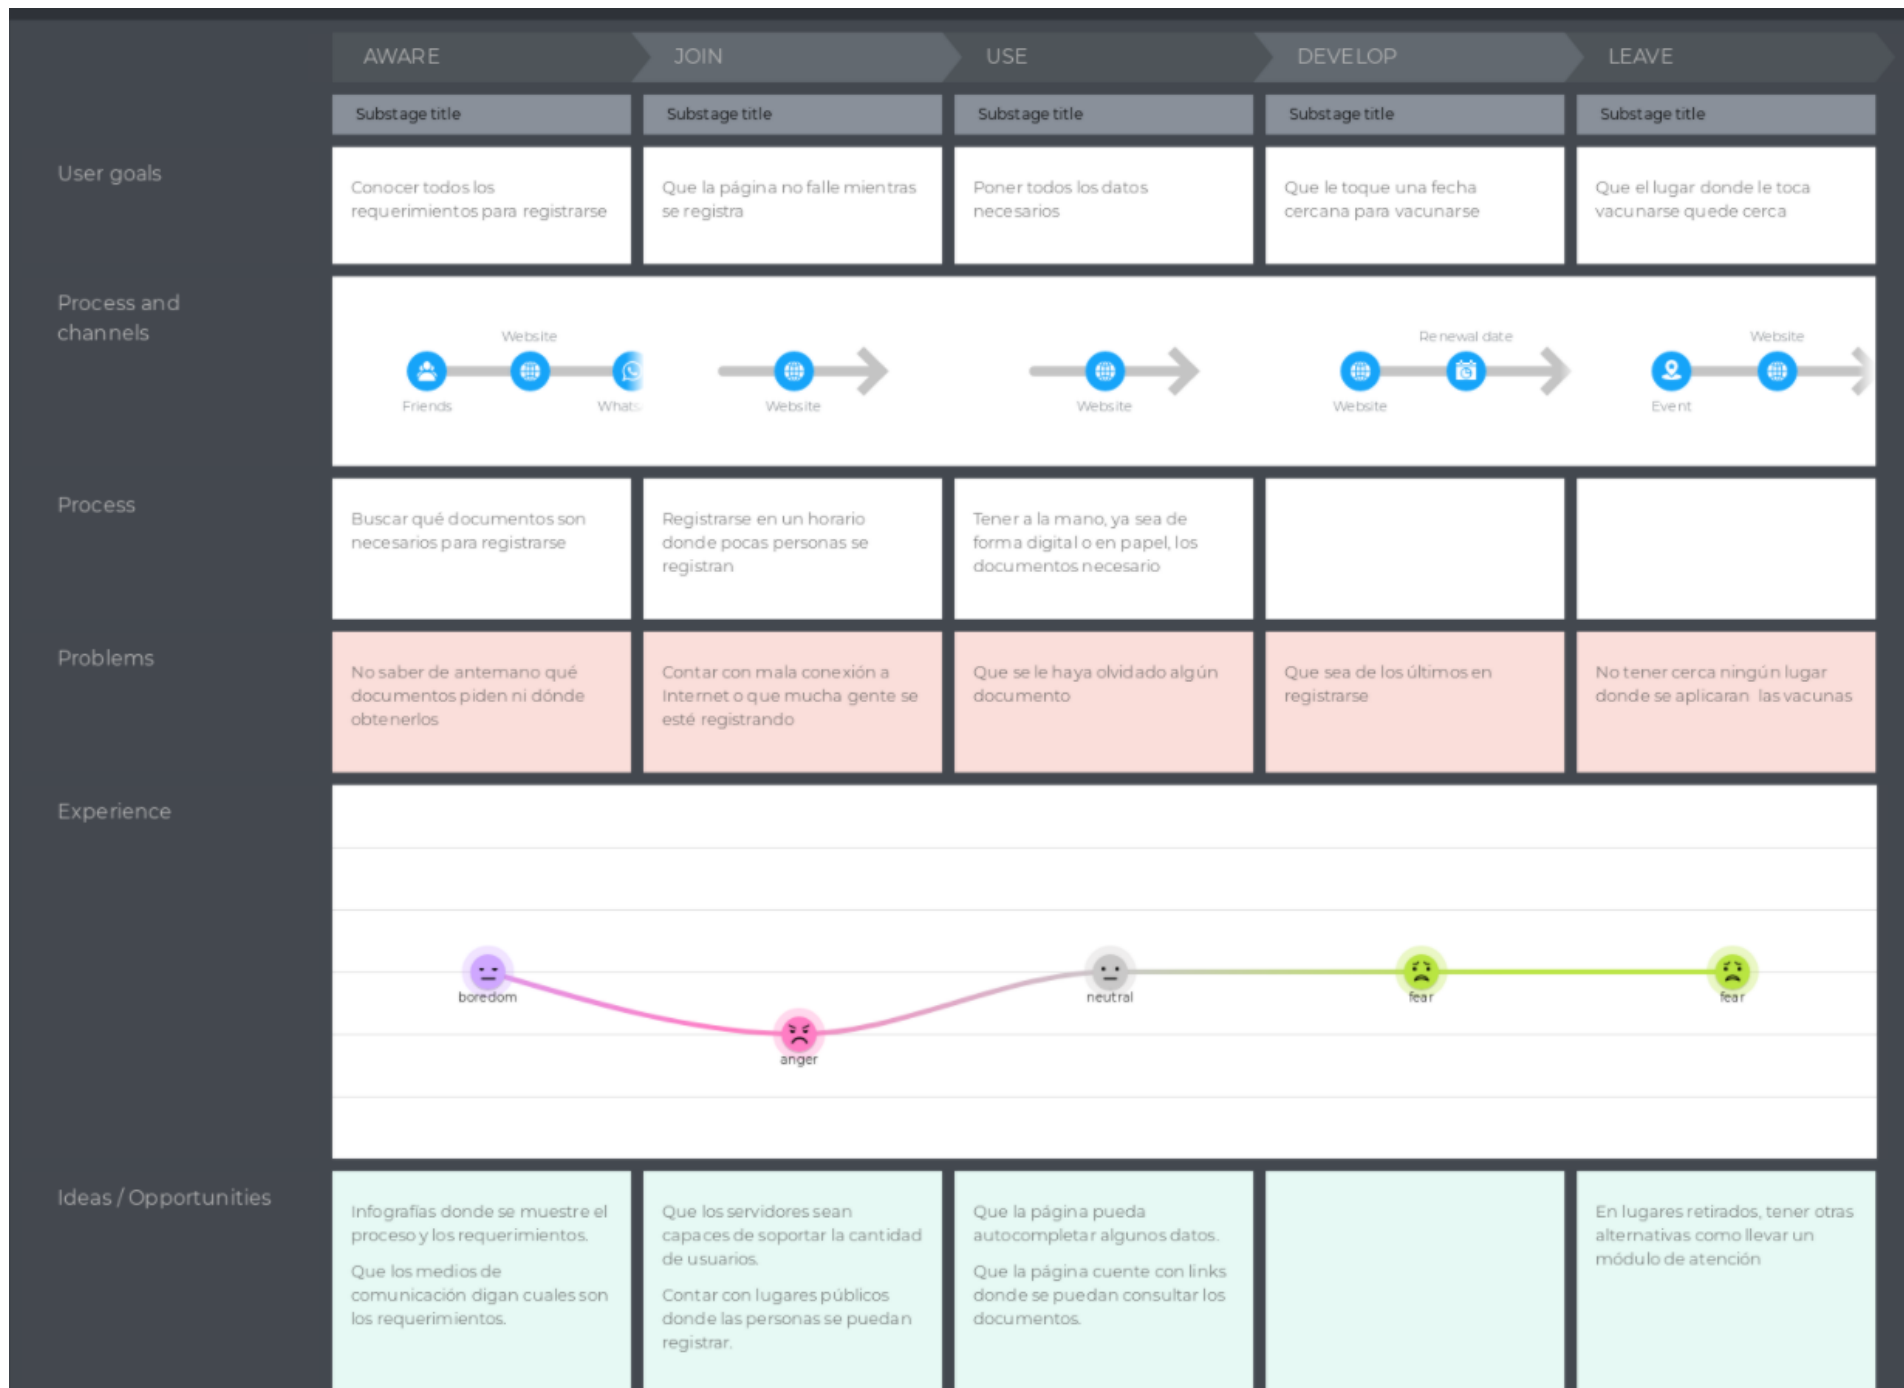 AWARE
JOIN
USE
DEVELOP
LEAVE
Substage title
Substage title
Substage title
Substage title
Substage title
User goals
Conocer todos los
requerimientos para registrarse
Que la página no falle mientras
se registra
Poner todos los datos
necesarios
Que le toque una fecha
cercana para vacunarse
Que el lugar donde le toca
vacunarse quede cerca
Process and
channels
Website
Friends
Whats
Website
Website
Renewal date
Website
Website
Event
Process
Buscar qué documentos son
necesarios para registrarse
Registrarse en un horario
donde pocas personas se
registran
Tener a la mano, ya sea de
forma digital o en papel, los
documentos necesario
Problems
No saber de antemano qué
documentos piden ni dónde
obtenerlos
Contar con mala conexión a
Internet o que mucha gente se
esté registrando
Que se le haya olvidado algún
documento
Que sea de los últimos en
registrarse
No tener cerca ningún lugar
donde se aplicaran las vacunas
Experience
boredom
anger
neutral
fear
fear
Ideas / Opportunities
Infografías donde se muestre el
proceso y los requerimientos.
Que los medios de
comunicación digan cuales son
los requerimientos.
Que los servidores sean
capaces de soportar la cantidad
de usuarios.
Contar con lugares públicos
donde las personas se puedan
registrar.
Que la página pueda
autocompletar algunos datos.
Que la página cuente con links
donde se puedan consultar los
documentos.
En lugares retirados, tener otras
alternativas como llevar un
módulo de atención